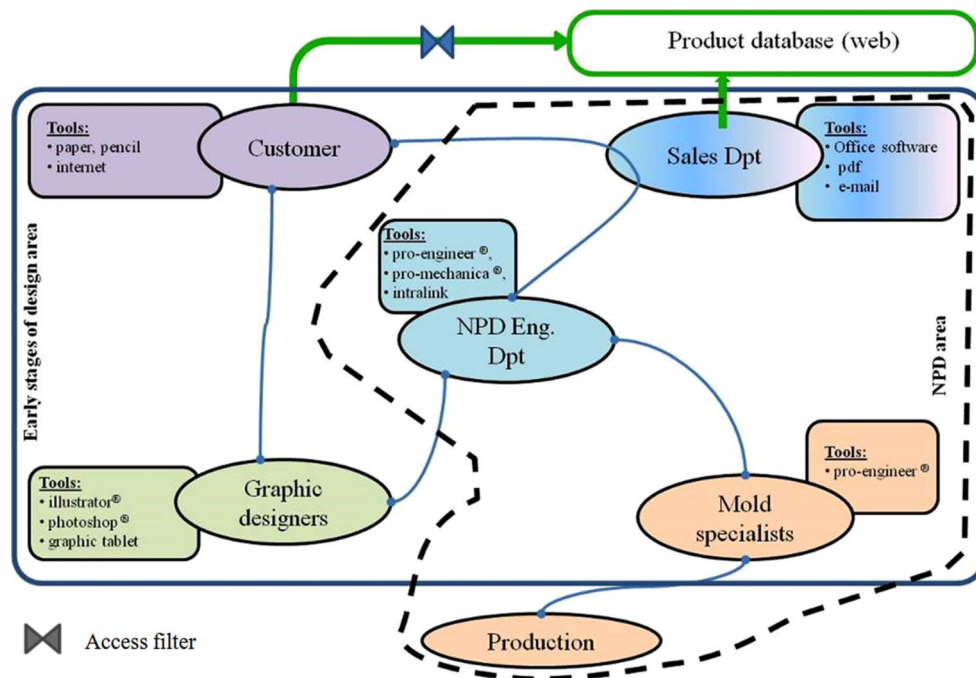 Product database (web)
Tools:
• paper, pencil
• internet
Customer
Sales Dpt
Tools:
• Office software
• pdf
• e-mail
Tools:
• pro-engineer ®,
• pro-mechanica ®,
• intralink
NPD Eng.
Dpt
Early stages of design area
NPD area
Tools:
• illustrator®
• photoshop ®
• graphic tablet
Graphic
designers
Tools:
• pro-engineer ®
Mold
specialists
Production
Access filter